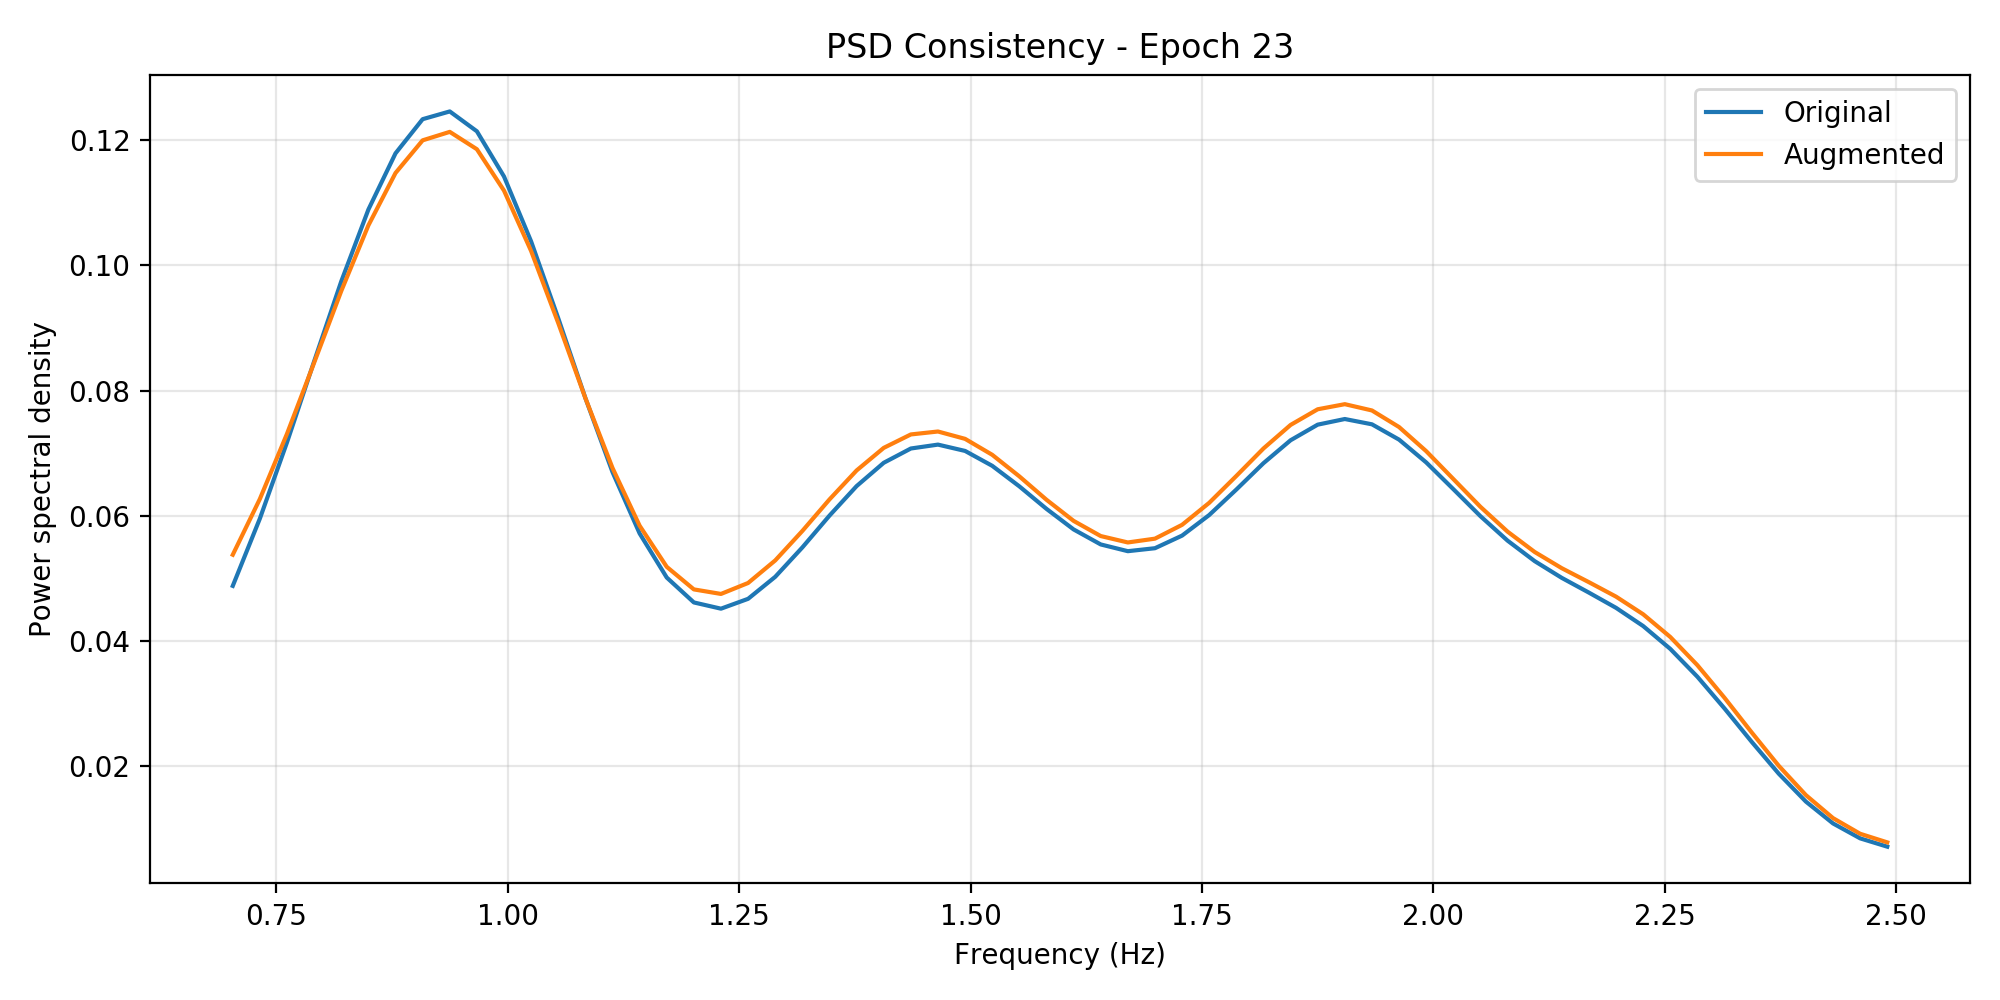 PSD Consistency - Epoch 23
Original
Augmented
Power spectral density
0.12
0.10
0.08
0.06
0.04
0.02
0.75 1.00 1.25 1.50 1.75 2.00 2.25 2.50
Frequency (Hz)